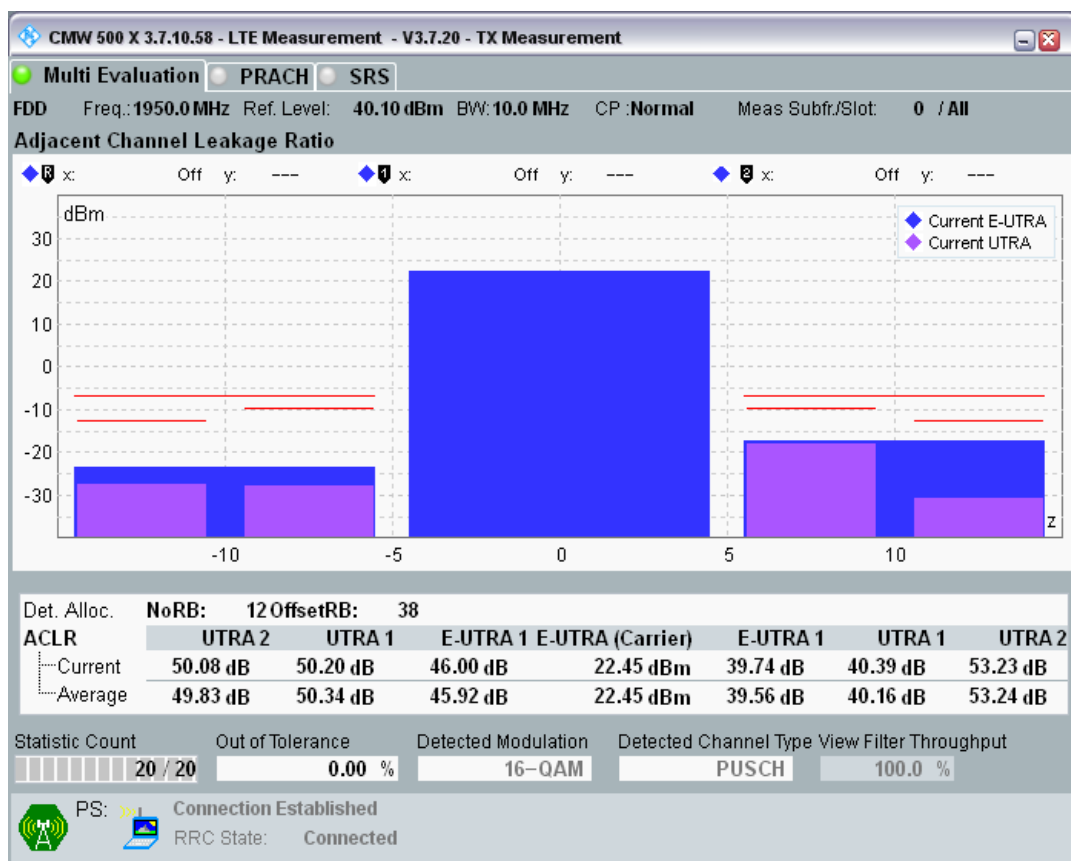 CMW 500 X 3.7.10.58 - LTE Measurement - V3.7.20 - TX Measurement
Multi Evaluation PRACH SRS
FDD Freq.: 1950.0 MHz Ref. Level: 40.10 dBm BW: 10.0 MHz CP : Normal Meas Subfr./Slot: 0 / All
Adjacent Channel Leakage Ratio
R x: Off y: --- 1 x: Off y: --- 2 x: Off y: ---
dBm
Current E-UTRA
Current UTRA
30
20
10
0
-10
-20
-30
z
-10 -5 0 5 10
Det. Alloc. NoRB: 12 OffsetRB: 38
ACLR UTRA 2 UTRA 1 E-UTRA 1 E-UTRA (Carrier) E-UTRA 1 UTRA 1 UTRA 2
Current 50.08 dB 50.20 dB 46.00 dB 22.45 dBm 39.74 dB 40.39 dB 53.23 dB
Average 49.83 dB 50.34 dB 45.92 dB 22.45 dBm 39.56 dB 40.16 dB 53.24 dB
Statistic Count Out of Tolerance Detected Modulation Detected Channel Type View Filter Throughput
20 / 20 0.00 % 16-QAM PUSCH 100.0 %
PS: Connection Established
RRC State: Connected